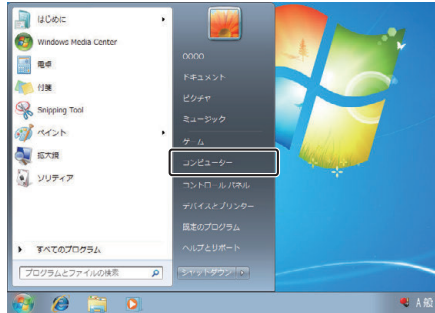 はじめに
Windows Media Center
電卓
付箋
Snipping Tool
ペイント
拡大鏡
ソリティア
すべてのプログラム
プログラムとファイルの検索
0000
ドキュメント
ピクチャ
ミュージック
ゲーム
コンピューター
コントロール パネル
デバイスとプリンター
既定のプログラム
ヘルプとサポート
シャットダウン
A 般